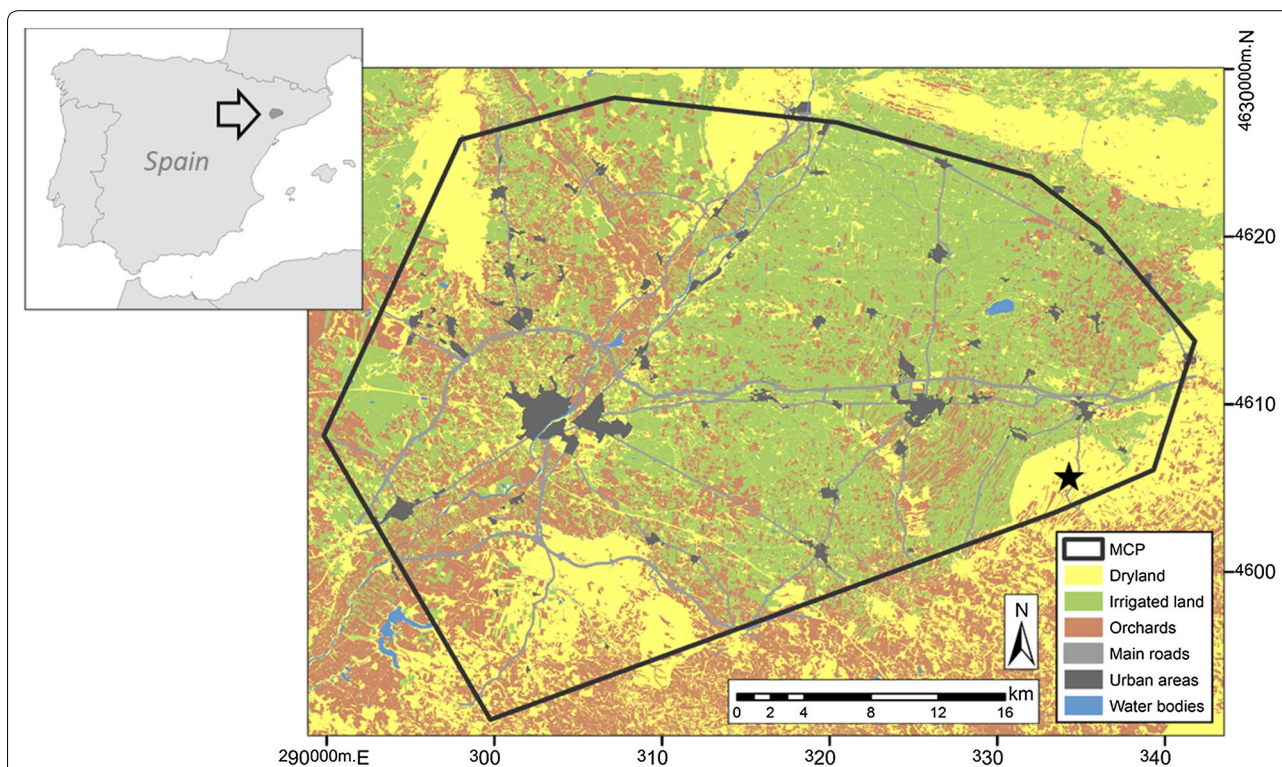 Spain
4630000m.N
4620
4610
4600
MCP
Dryland
Irrigated land
Orchards
Main roads
Urban areas
Water bodies
N
km
0 2 4 8 12 16
290000m.E 300 310 320 330 340